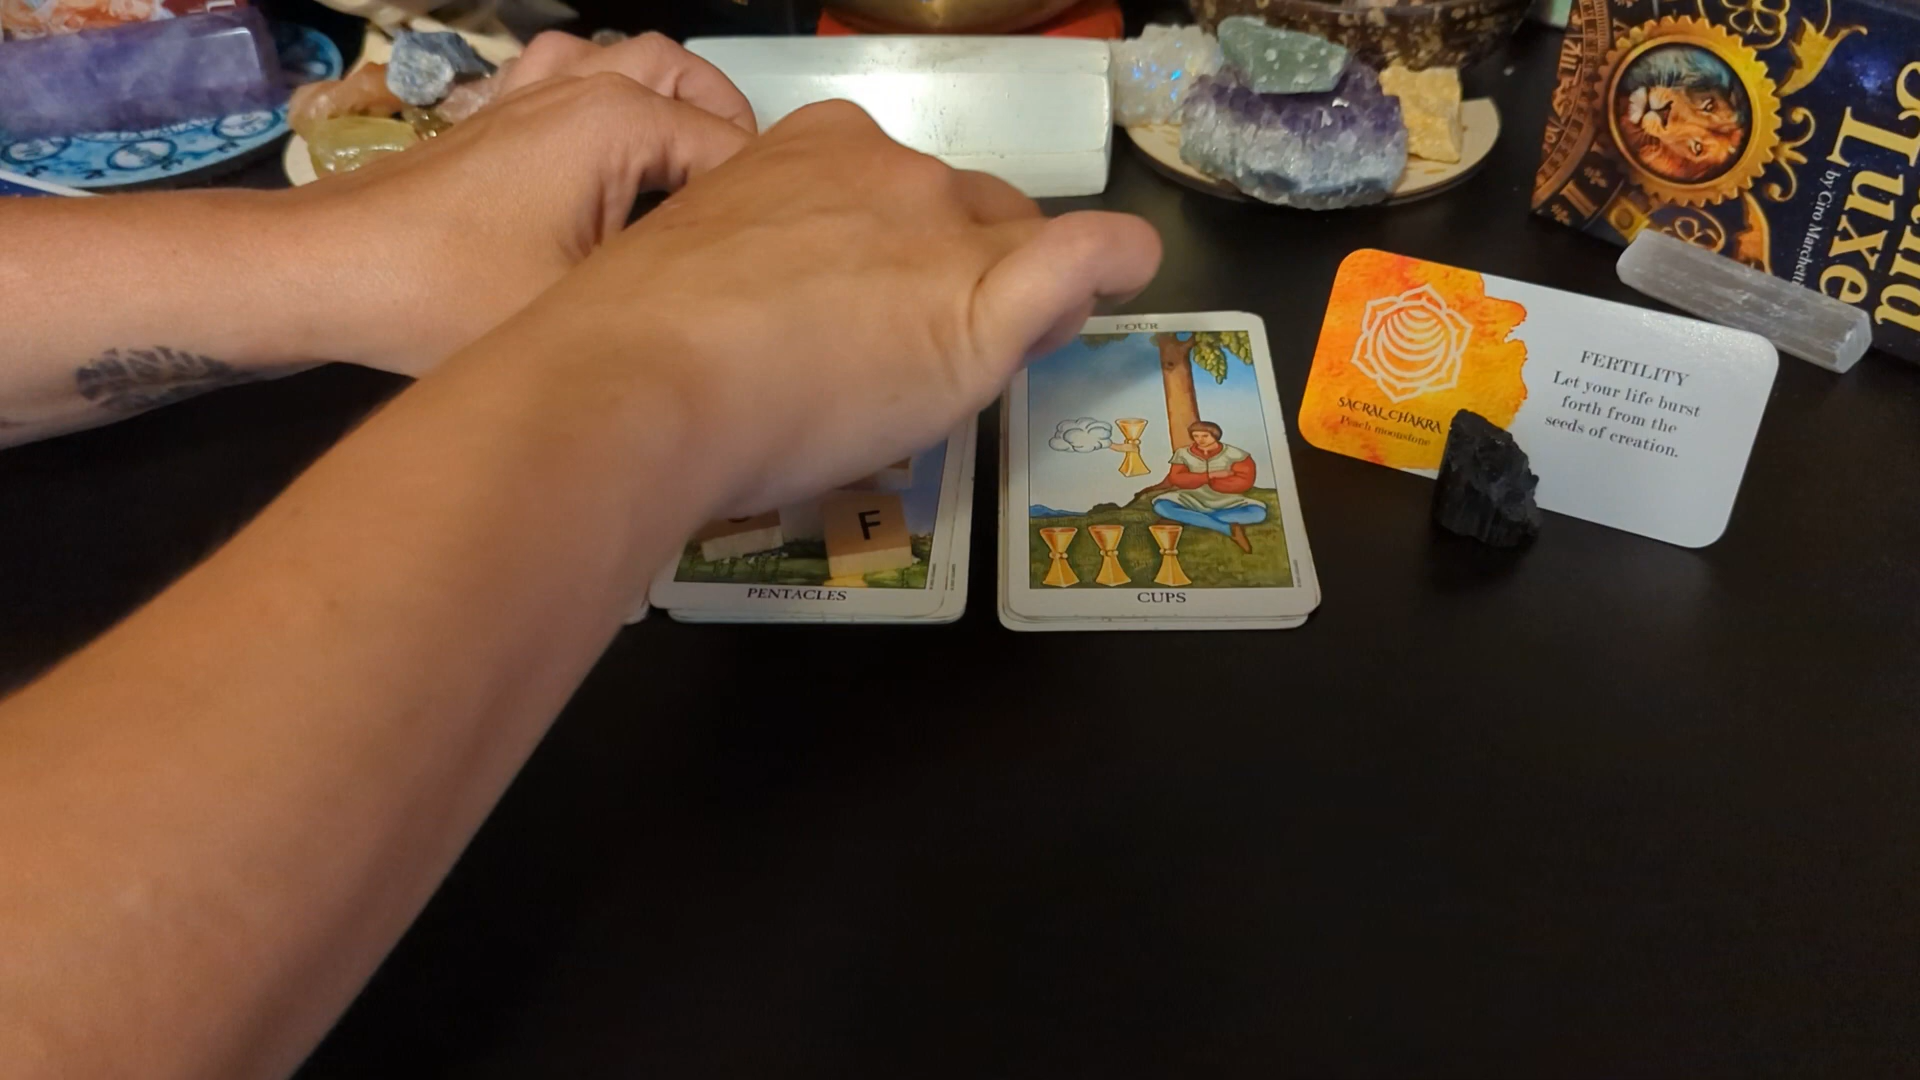 Luxe
by Ciro Marchetti
FOUR
CUPS
F
PENTACLES
SACRAL CHAKRA
Peach moonstone
FERTILITY
Let your life burst
forth from the
seeds of creation.